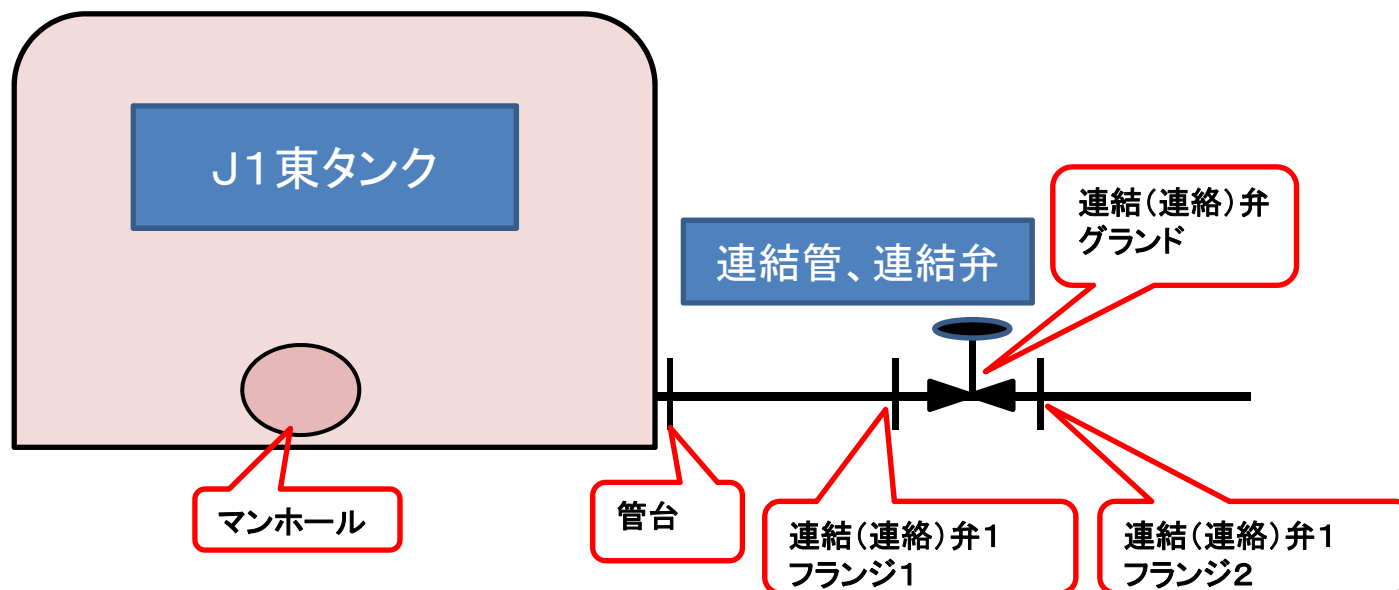 J1東タンク
連結(連絡)弁
グランド
連結管、連結弁
マンホール
管台
連結(連絡)弁1
フランジ1
連結(連絡)弁1
フランジ2